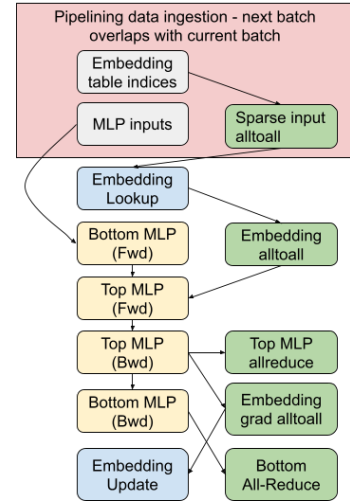 Pipelining data ingestion - next batch
overlaps with current batch
Embedding
table indices
MLP inputs
Sparse input
alltoall
Embedding
Lookup
Bottom MLP
(Fwd)
Embedding
alltoall
Top MLP
(Fwd)
Top MLP
(Bwd)
Top MLP
allreduce
Bottom MLP
(Bwd)
Embedding
grad alltoall
Embedding
Update
Bottom
All-Reduce